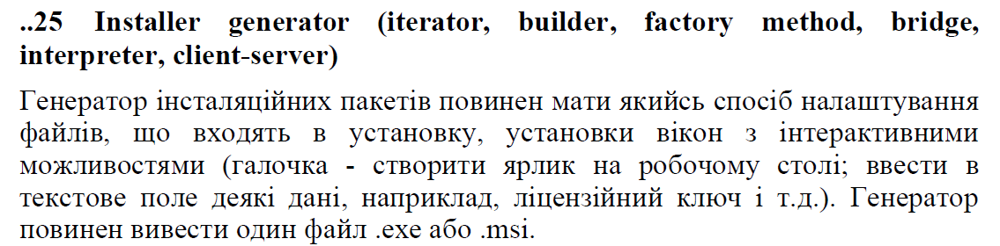 ..25 Installer generator (iterator, builder, factory method, bridge,
interpreter, client-server)
Генератор інсталяційних пакетів повинен мати якийсь спосіб налаштування
файлів, що входять в установку, установки вікон з інтерактивними
можливостями (галочка - створити ярлик на робочому столі; ввести в
текстове поле деякі дані, наприклад, ліцензійний ключ і т.д.). Генератор
повинен вивести один файл .exe або .msi.